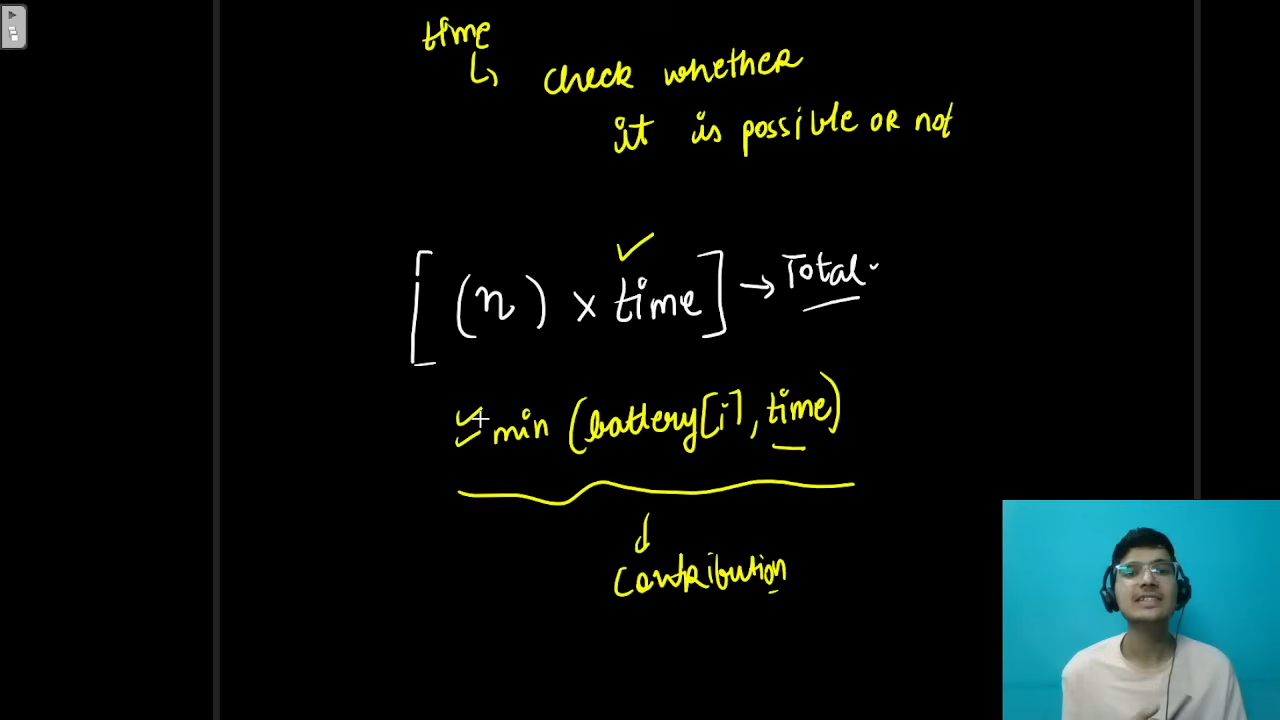 time
↳ check whether
it is possible OR not
[(n) × time] → Total
min (battery[i], time)
Contribution